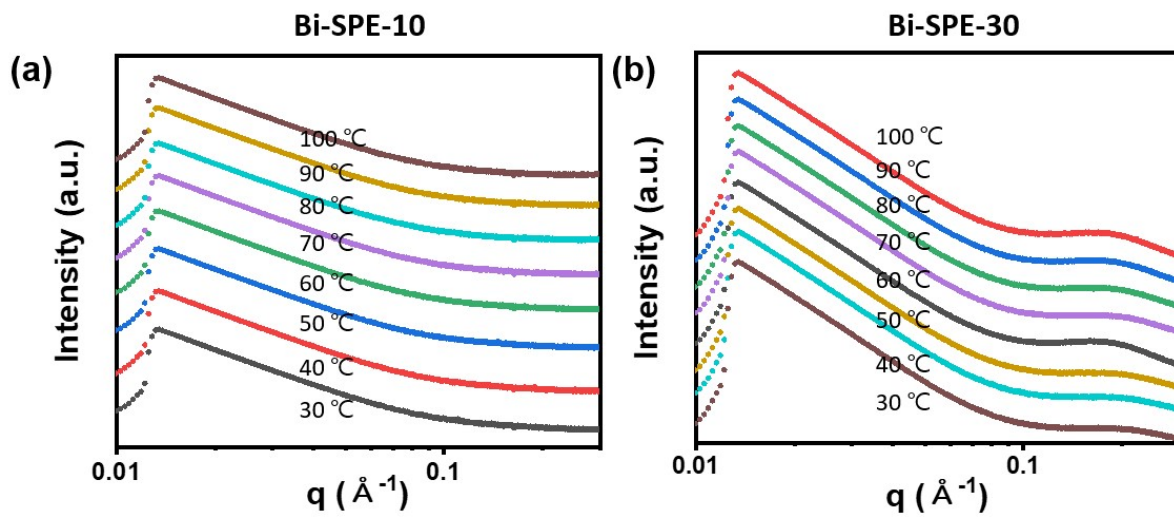 Bi-SPE-10
(a)
Intensity (a.u.)
100 ℃
90 ℃
80 ℃
70 ℃
60 ℃
50 ℃
40 ℃
30 ℃
0.01
0.1
q ( Å⁻¹)
Bi-SPE-30
(b)
Intensity (a.u.)
100 ℃
90 ℃
80 ℃
70 ℃
60 ℃
50 ℃
40 ℃
30 ℃
0.01
0.1
q ( Å⁻¹)